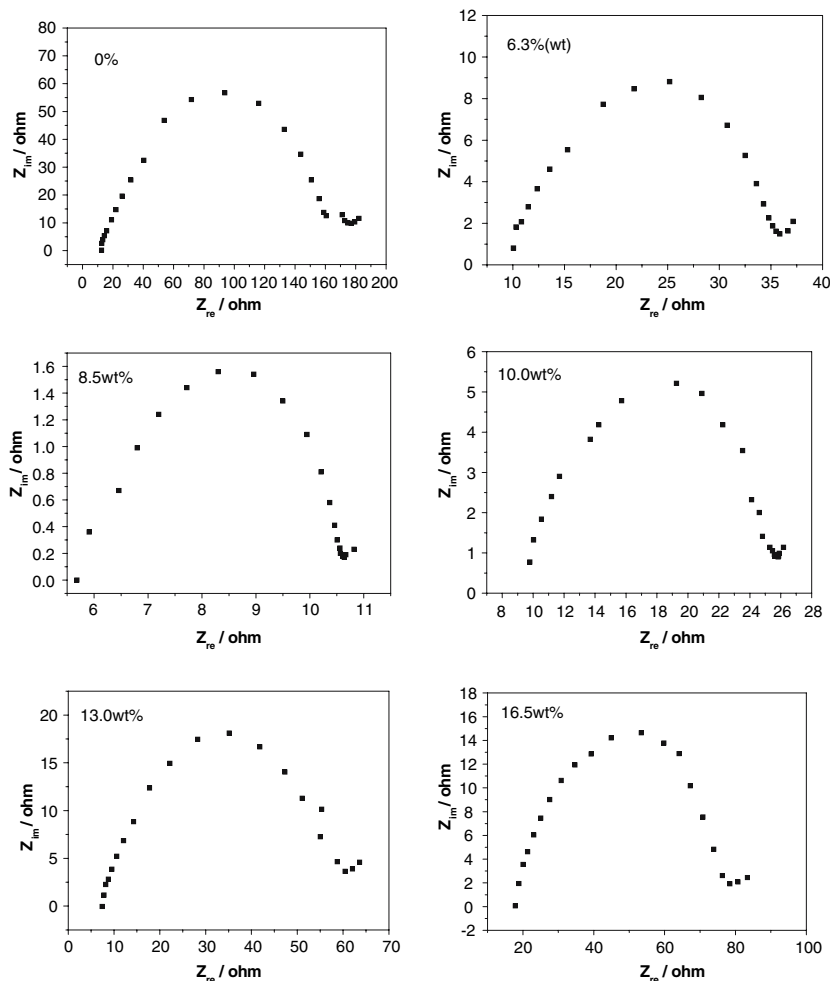 0%
Z_im / ohm
80
70
60
50
40
30
20
10
0
0 20 40 60 80 100 120 140 160 180 200
Z_re / ohm
6.3%(wt)
Z_im / ohm
12
10
8
6
4
2
0
10 15 20 25 30 35 40
Z_re / ohm
8.5wt%
Z_im / ohm
1.6
1.4
1.2
1.0
0.8
0.6
0.4
0.2
0.0
6 7 8 9 10 11
Z_re / ohm
10.0wt%
Z_im / ohm
6
5
4
3
2
1
0
8 10 12 14 16 18 20 22 24 26 28
Z_re / ohm
13.0wt%
Z_im / ohm
20
15
10
5
0
0 10 20 30 40 50 60 70
Z_re / ohm
16.5wt%
Z_im / ohm
18
16
14
12
10
8
6
4
2
0
-2
20 40 60 80 100
Z_re / ohm